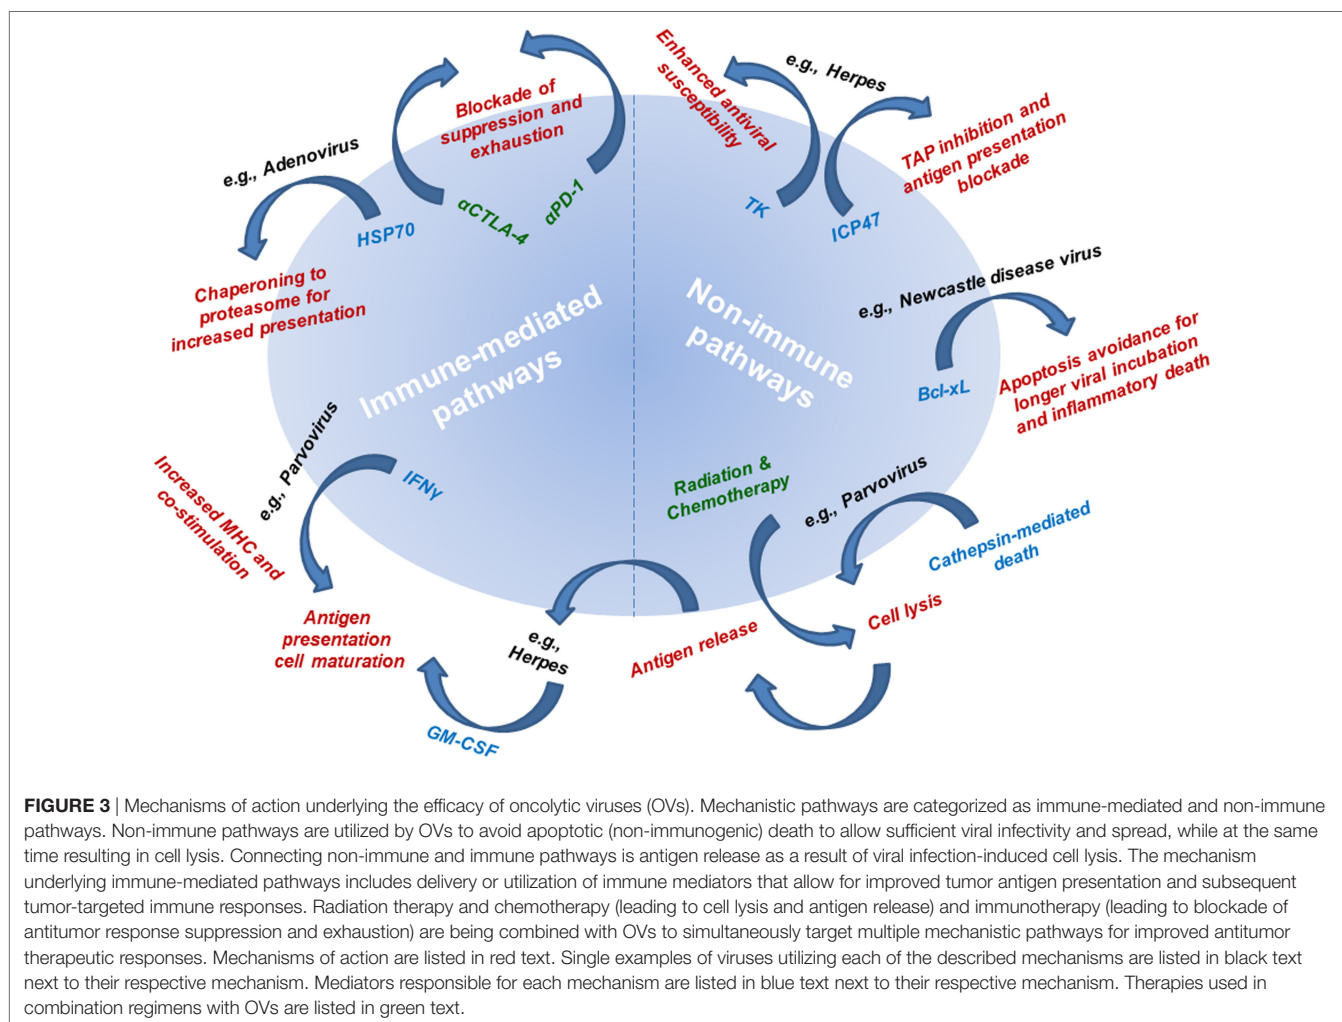 Blockade of
suppression and
exhaustion
αCTLA-4
αPD-1
e.g., Adenovirus
HSP70
Chaperoning to
proteasome for
increased presentation
Immune-mediated
pathways
e.g., Parvovirus
IFNγ
Increased MHC and
co-stimulation
Antigen
presentation
cell maturation
GM-CSF
e.g.,
Herpes
Enhanced antiviral
susceptibility
TK
e.g., Herpes
ICP47
TAP inhibition and
antigen presentation
blockade
Non-immune
pathways
e.g., Newcastle disease virus
Bcl-xL
Apoptosis avoidance for
longer viral incubation
and inflammatory death
Radiation &
Chemotherapy
e.g., Parvovirus
Cathepsin-mediated
death
Cell lysis
Antigen release
FIGURE 3 | Mechanisms of action underlying the efficacy of oncolytic viruses (OVs). Mechanistic pathways are categorized as immune-mediated and non-immune
pathways. Non-immune pathways are utilized by OVs to avoid apoptotic (non-immunogenic) death to allow sufficient viral infectivity and spread, while at the same
time resulting in cell lysis. Connecting non-immune and immune pathways is antigen release as a result of viral infection-induced cell lysis. The mechanism
underlying immune-mediated pathways includes delivery or utilization of immune mediators that allow for improved tumor antigen presentation and subsequent
tumor-targeted immune responses. Radiation therapy and chemotherapy (leading to cell lysis and antigen release) and immunotherapy (leading to blockade of
antitumor response suppression and exhaustion) are being combined with OVs to simultaneously target multiple mechanistic pathways for improved antitumor
therapeutic responses. Mechanisms of action are listed in red text. Single examples of viruses utilizing each of the described mechanisms are listed in black text
next to their respective mechanism. Mediators responsible for each mechanism are listed in blue text next to their respective mechanism. Therapies used in
combination regimens with OVs are listed in green text.